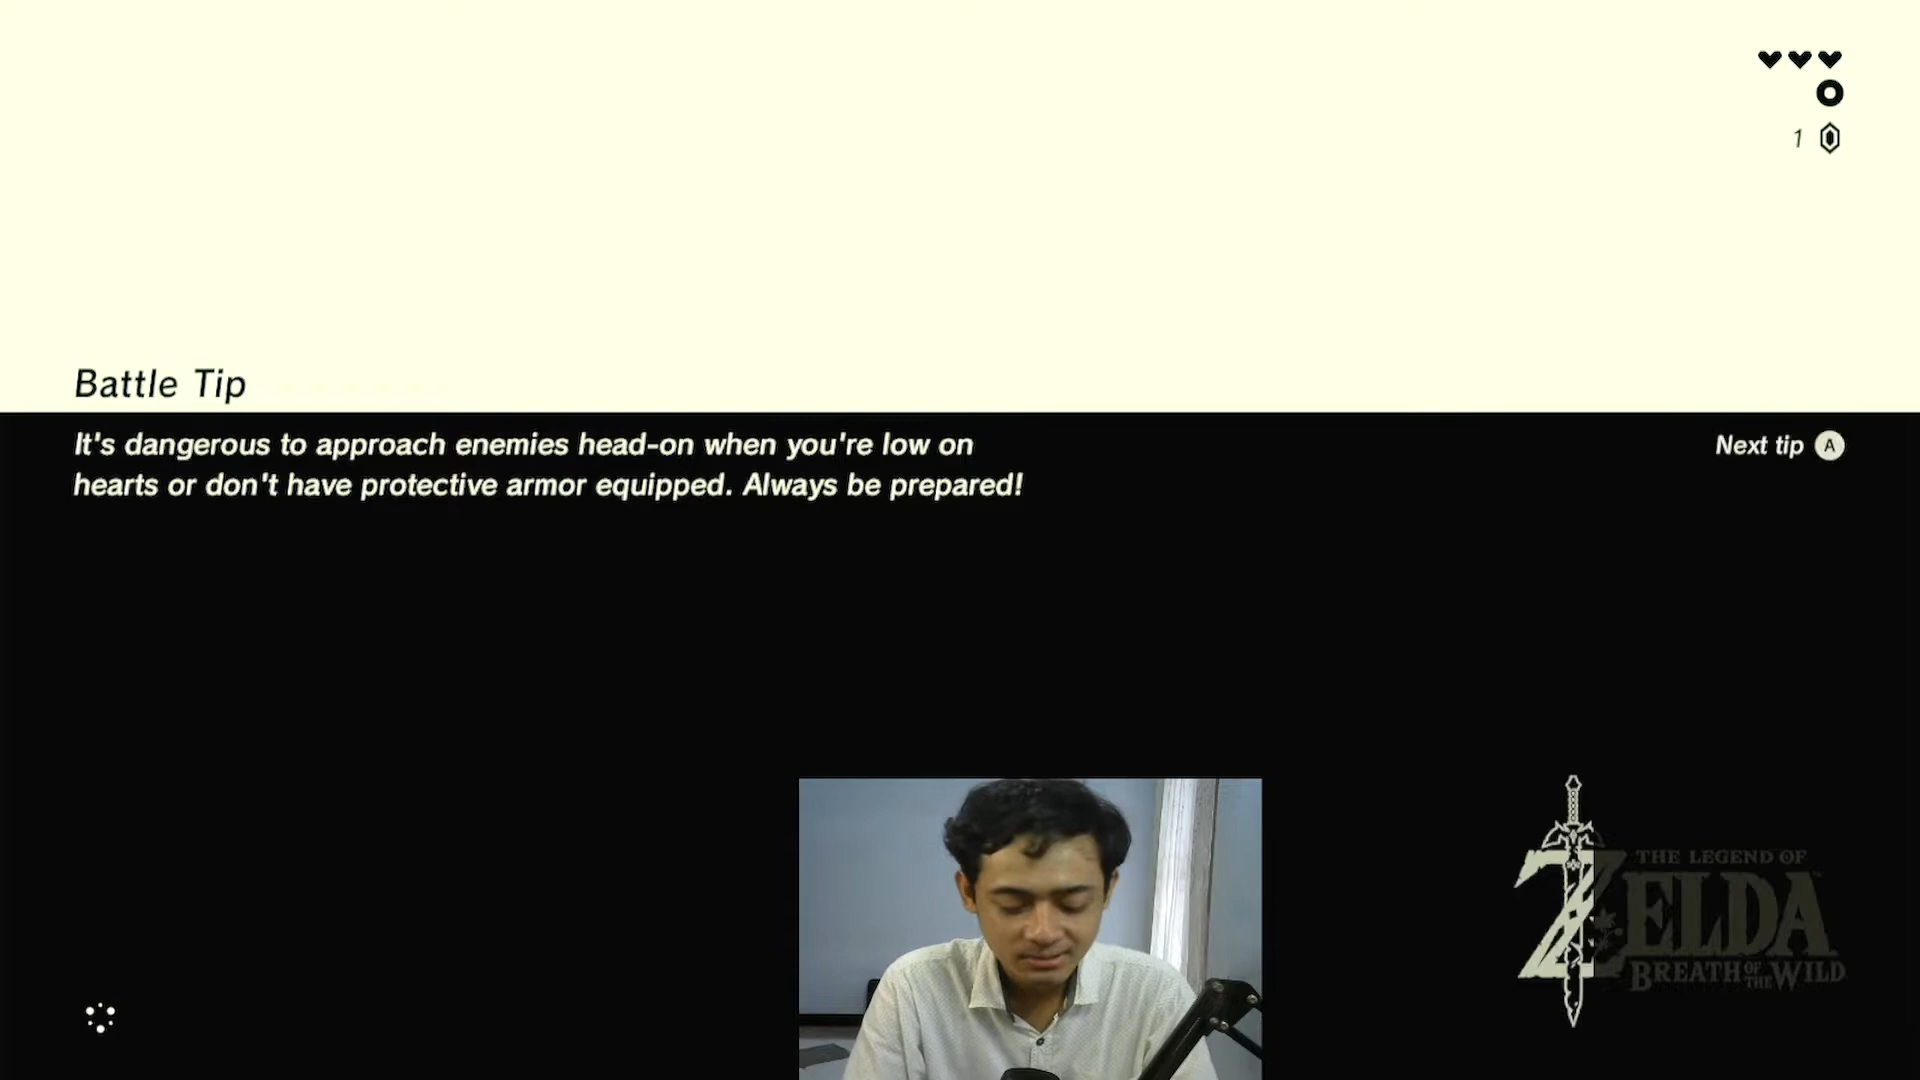 1
Battle Tip
It's dangerous to approach enemies head-on when you're low on
hearts or don't have protective armor equipped. Always be prepared!
Next tip A
THE LEGEND OF
ZELDA
BREATH OF THE WILD